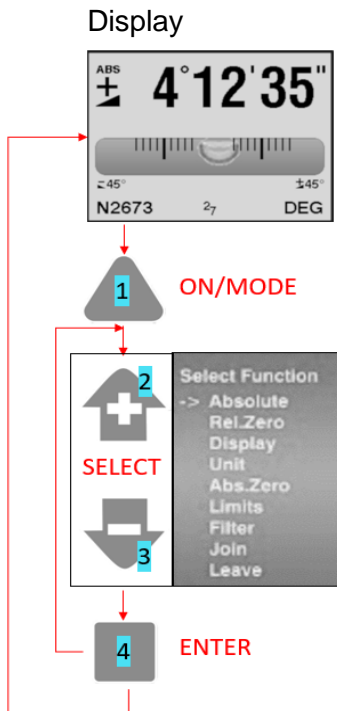 Display
ABS
± 4°12'35"
-45° ±45°
N2673 27 DEG
1 ON/MODE
2
SELECT
3
Select Function
-> Absolute
Rel.Zero
Display
Unit
Abs.Zero
Limits
Filter
Join
Leave
4 ENTER